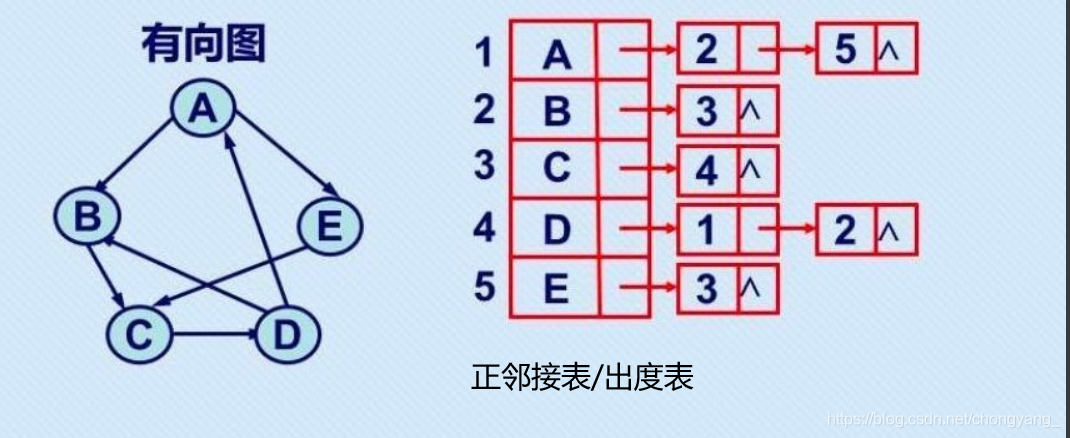 有向图
A
B
E
C
D
1 A 2 5 ∧
2 B 3 ∧
3 C 4 ∧
4 D 1 2 ∧
5 E 3 ∧
正邻接表/出度表
https://blog.csdn.net/chongyang_